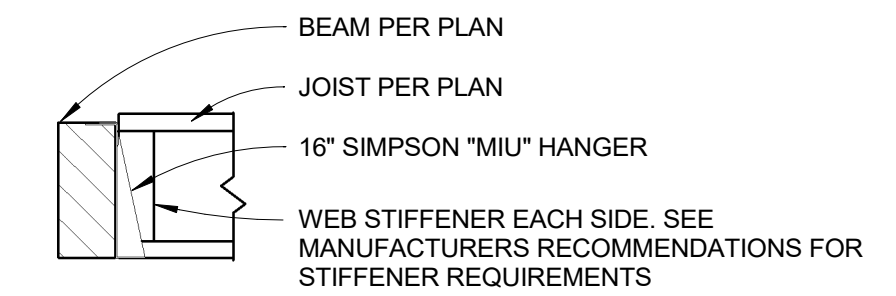 BEAM PER PLAN
JOIST PER PLAN
16" SIMPSON "MIU" HANGER
WEB STIFFENER EACH SIDE. SEE
MANUFACTURERS RECOMMENDATIONS FOR
STIFFENER REQUIREMENTS